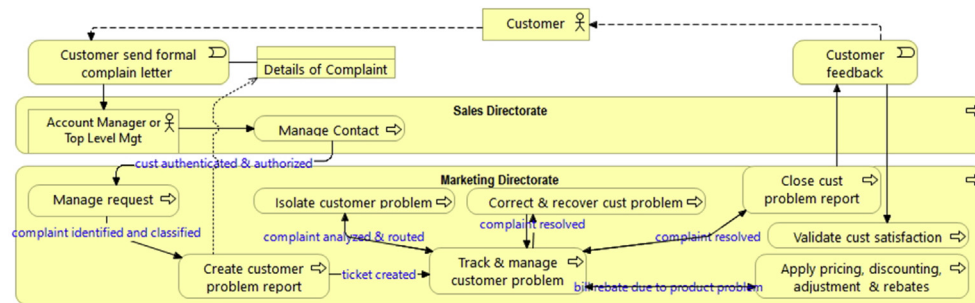 Customer
Customer send formal
complain letter
Details of Complaint
Customer
feedback
Sales Directorate
Account Manager or
Top Level Mgt
Manage Contact
cust authenticated & authorized
Marketing Directorate
Manage request
Isolate customer problem
Correct & recover cust problem
Close cust
problem report
complaint identified and classified
complaint analyzed & routed
complaint resolved
complaint resolved
Validate cust satisfaction
Create customer
problem report
ticket created
Track & manage
customer problem
bill rebate due to product problem
Apply pricing, discounting,
adjustment & rebates